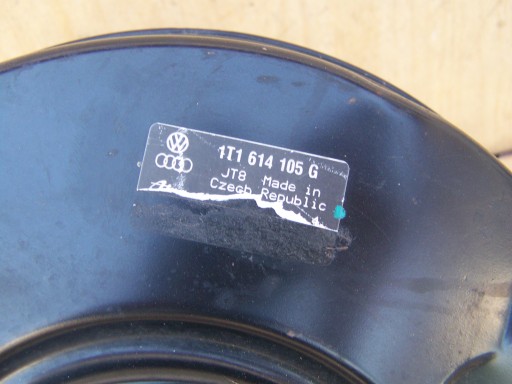 1T1 614 105 G
JT8 Made in
Czech Republic